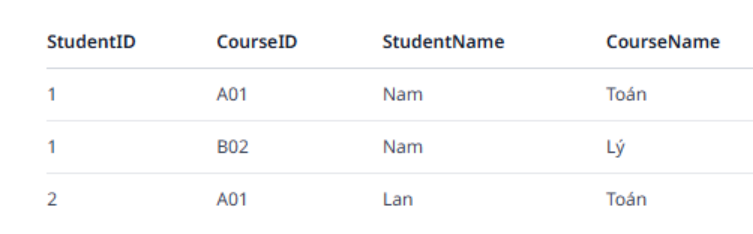 StudentID CourseID StudentName CourseName
1 A01 Nam Toán
1 B02 Nam Lý
2 A01 Lan Toán